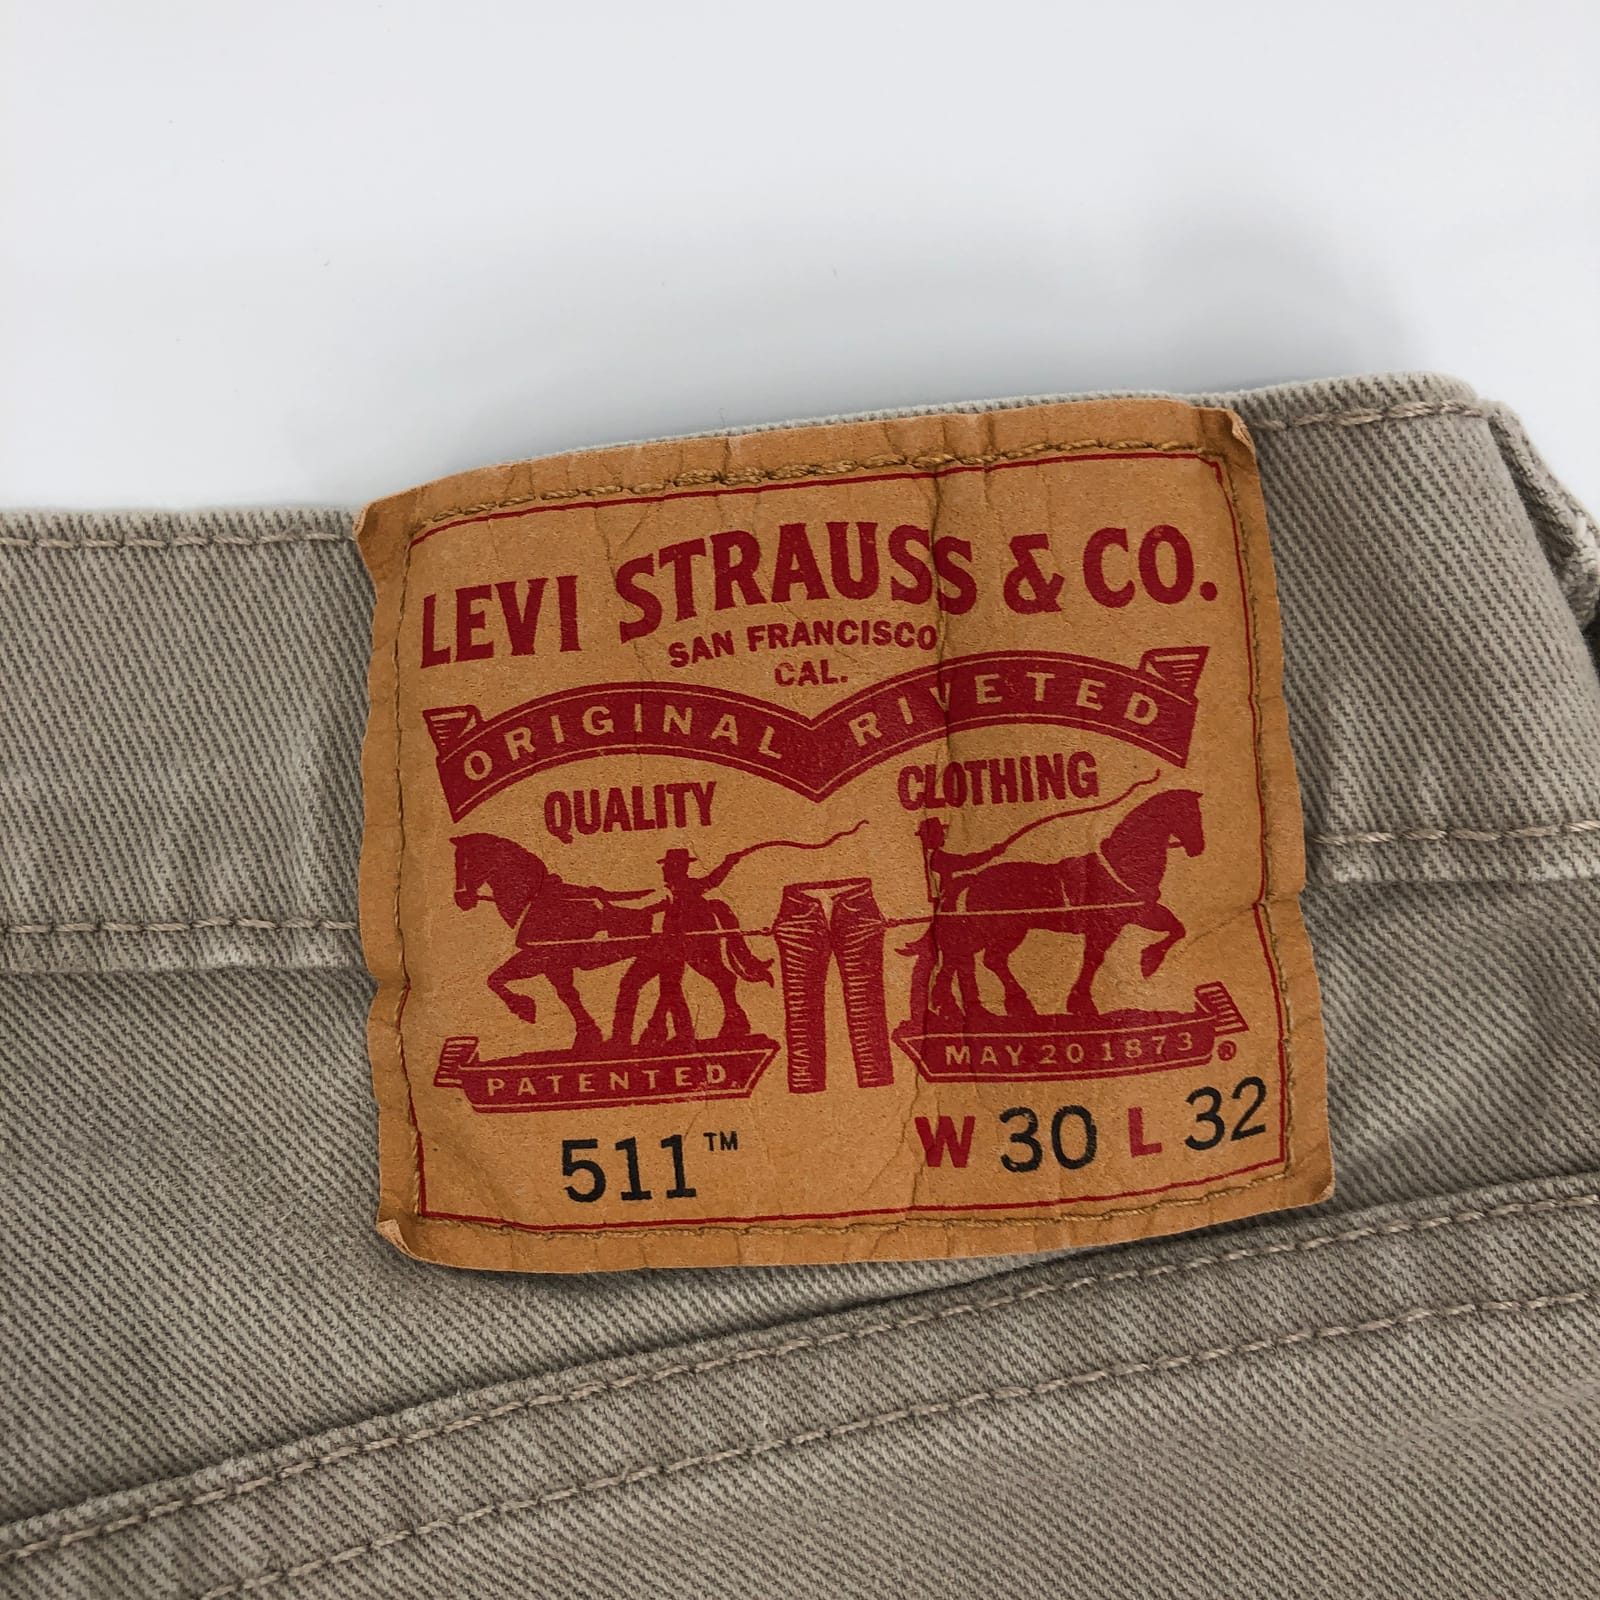 LEVI STRAUSS & CO.
SAN FRANCISCO
CAL.
ORIGINAL RIVETED
QUALITY CLOTHING
PATENTED MAY 20 1873 ®
511™ W 30 L 32